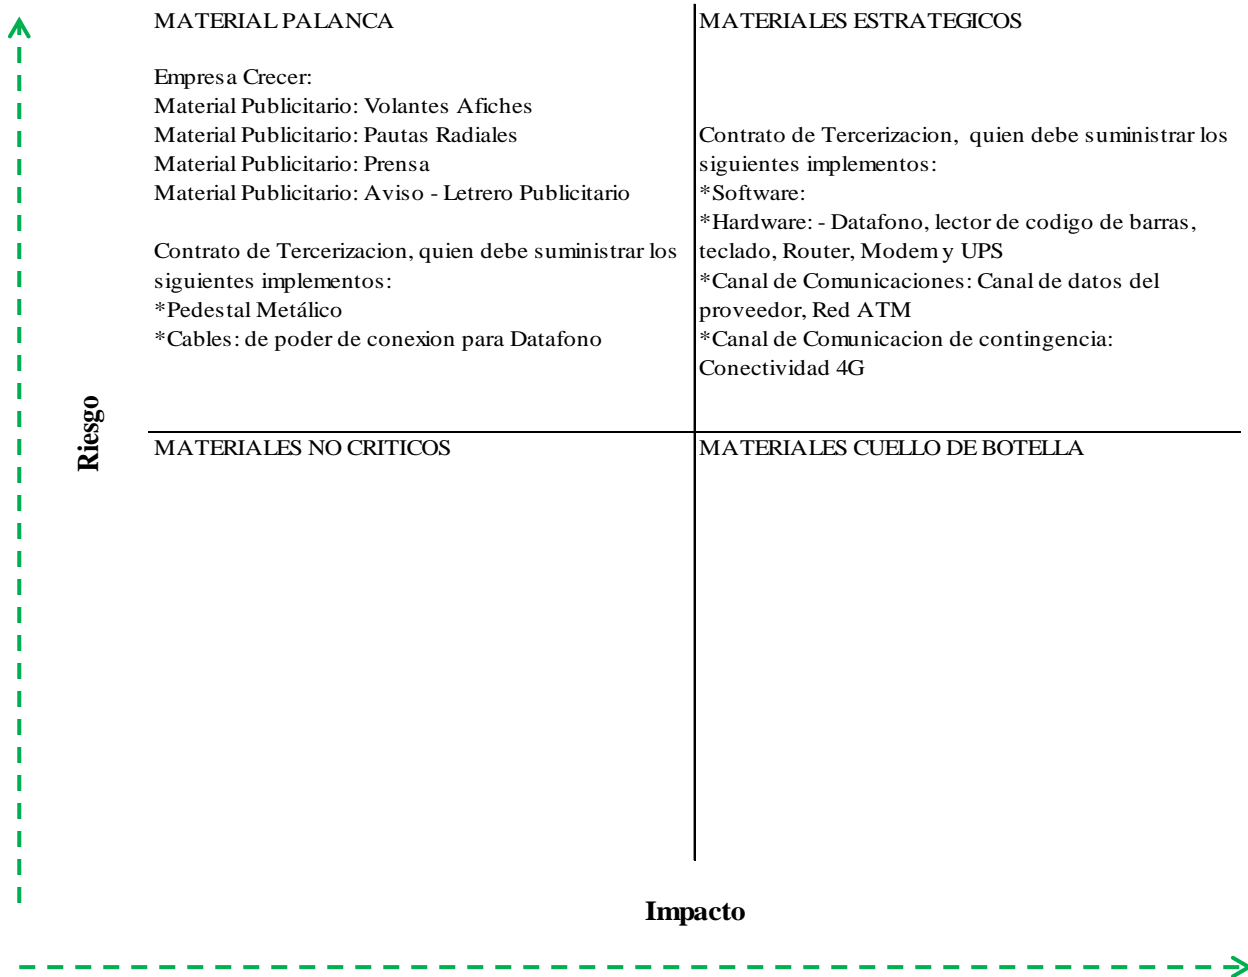 MATERIAL PALANCA
Empresa Crecer:
Material Publicitario: Volantes Afiches
Material Publicitario: Pautas Radiales
Material Publicitario: Prensa
Material Publicitario: Aviso - Letrero Publicitario
Contrato de Tercerizacion, quien debe suministrar los
siguientes implementos:
*Pedestal Metálico
*Cables: de poder de conexion para Datafono
MATERIALES ESTRATEGICOS
Contrato de Tercerizacion, quien debe suministrar los
siguientes implementos:
*Software:
*Hardware: - Datafono, lector de codigo de barras,
teclado, Router, Modem y UPS
*Canal de Comunicaciones: Canal de datos del
proveedor, Red ATM
*Canal de Comunicacion de contingencia:
Conectividad 4G
Riesgo
MATERIALES NO CRITICOS
MATERIALES CUELLO DE BOTELLA
Impacto